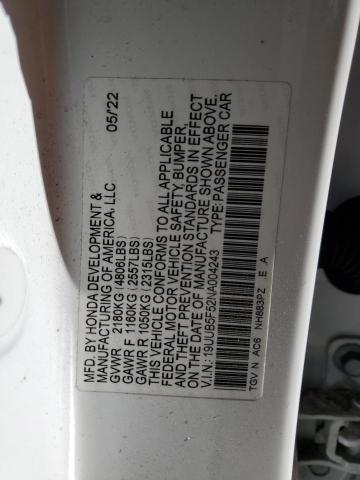 MFD. BY HONDA DEVELOPMENT & 05/22
MANUFACTURING OF AMERICA, LLC
GVWR 2180KG (4806LBS)
GAWR F 1160KG (2557LBS)
GAWR R 1050KG (2315LBS)
THIS VEHICLE CONFORMS TO ALL APPLICABLE
FEDERAL MOTOR VEHICLE SAFETY, BUMPER,
AND THEFT PREVENTION STANDARDS IN EFFECT
ON THE DATE OF MANUFACTURE SHOWN ABOVE.
V.I.N.:19UUB5F52NA004243 TYPE:PASSENGER CAR
TGV N AC6 NH883PZ E A